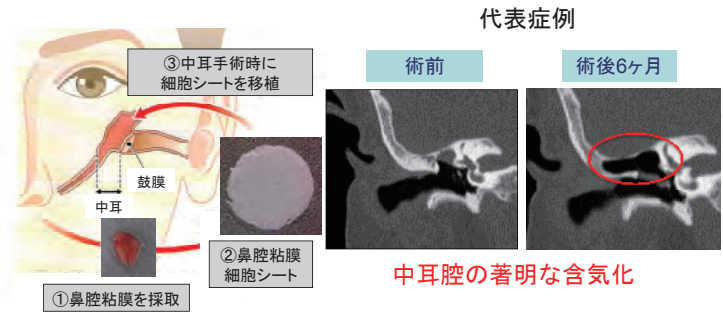 代表症例
③中耳手術時に
細胞シートを移植
鼓膜
中耳
②鼻腔粘膜
細胞シート
①鼻腔粘膜を採取
術前
術後6ヶ月
中耳腔の著明な含気化